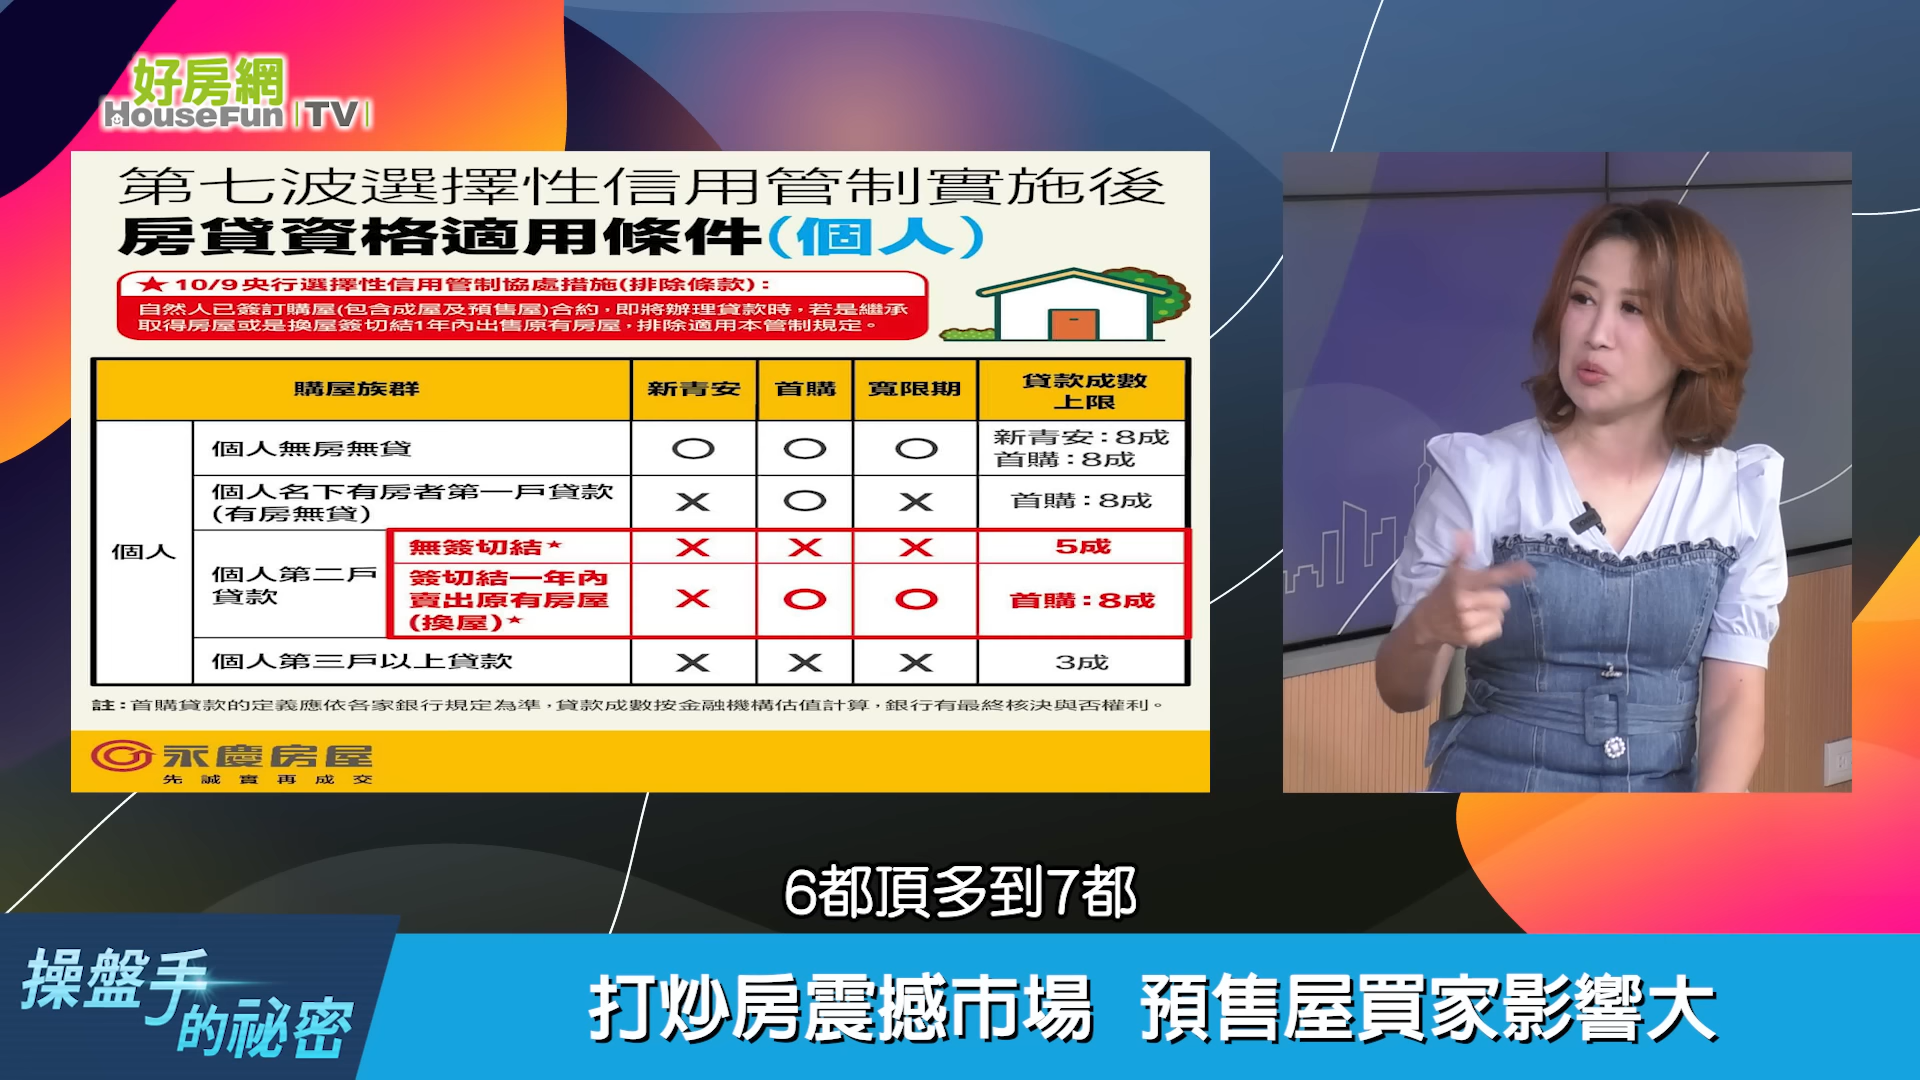 好房網
HouseFun TV
第七波選擇性信用管制實施後
房貸資格適用條件(個人)
★10/9央行選擇性信用管制協處措施(排除條款):
自然人已簽訂購屋(包含成屋及預售屋)合約,即將辦理貸款時,若是繼承
取得房屋或是換屋簽切結1年內出售原有房屋,排除適用本管制規定。
購屋族群 新青安 首購 寬限期 貸款成數
上限
個人
個人無房無貸 ○ ○ ○ 新青安:8成
首購:8成
個人名下有房者第一戶貸款
(有房無貸) X ○ X 首購:8成
個人第二戶
貸款
無簽切結★ X X X 5成
簽切結一年內
賣出原有房屋
(換屋)★ X ○ ○ 首購:8成
個人第三戶以上貸款 X X X 3成
註:首購貸款的定義應依各家銀行規定為準,貸款成數按金融機構估值計算,銀行有最終核決與否權利。
永慶房屋
先誠實再成交
6都頂多到7都
操盤手
的祕密
打炒房震撼市場 預售屋買家影響大